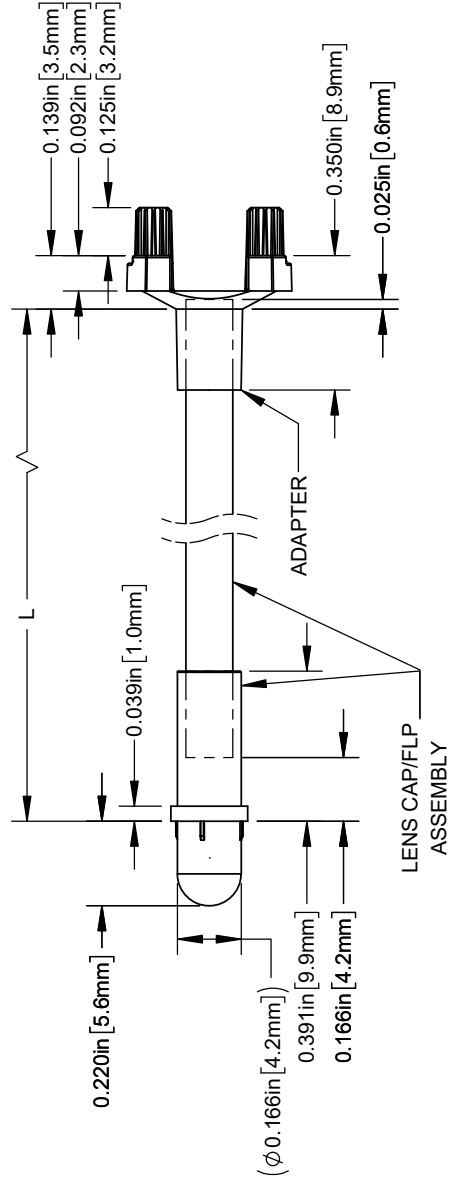 L
0.139in [3.5mm]
0.092in [2.3mm]
0.125in [3.2mm]
0.350in [8.9mm]
0.025in [0.6mm]
0.039in [1.0mm]
ADAPTER
LENS CAP/FLP
ASSEMBLY
0.220in [5.6mm]
(Ø0.166in [4.2mm])
0.391in [9.9mm]
0.166in [4.2mm]